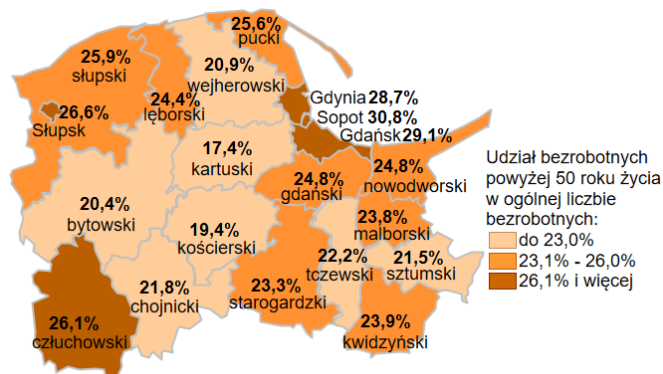 25,6%
pucki
25,9%
słupski
20,9%
wejherowski
24,4%
lęborski
26,6%
Słupsk
Gdynia 28,7%
Sopot 30,8%
Gdańsk 29,1%
17,4%
kartuski
24,8%
gdański
24,8%
nowodworski
20,4%
bytowski
19,4%
kościerski
23,8%
malborski
22,2%
tczewski
21,5%
sztumski
21,8%
chojnicki
23,3%
starogardzki
26,1%
człuchowski
23,9%
kwidzyński
Udział bezrobotnych
powyżej 50 roku życia
w ogólnej liczbie
bezrobotnych:
do 23,0%
23,1% - 26,0%
26,1% i więcej